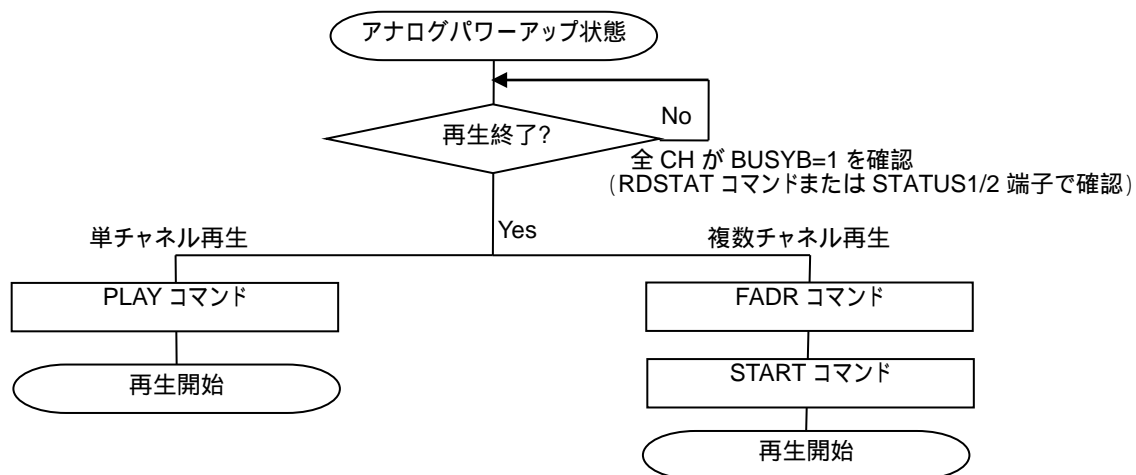 アナログパワーアップ状態
No
再生終了?
全 CH が BUSYB=1 を確認
(RDSTAT コマンドまたは STATUS1/2 端子で確認)
Yes
単チャネル再生
複数チャネル再生
PLAY コマンド
FADR コマンド
再生開始
START コマンド
再生開始